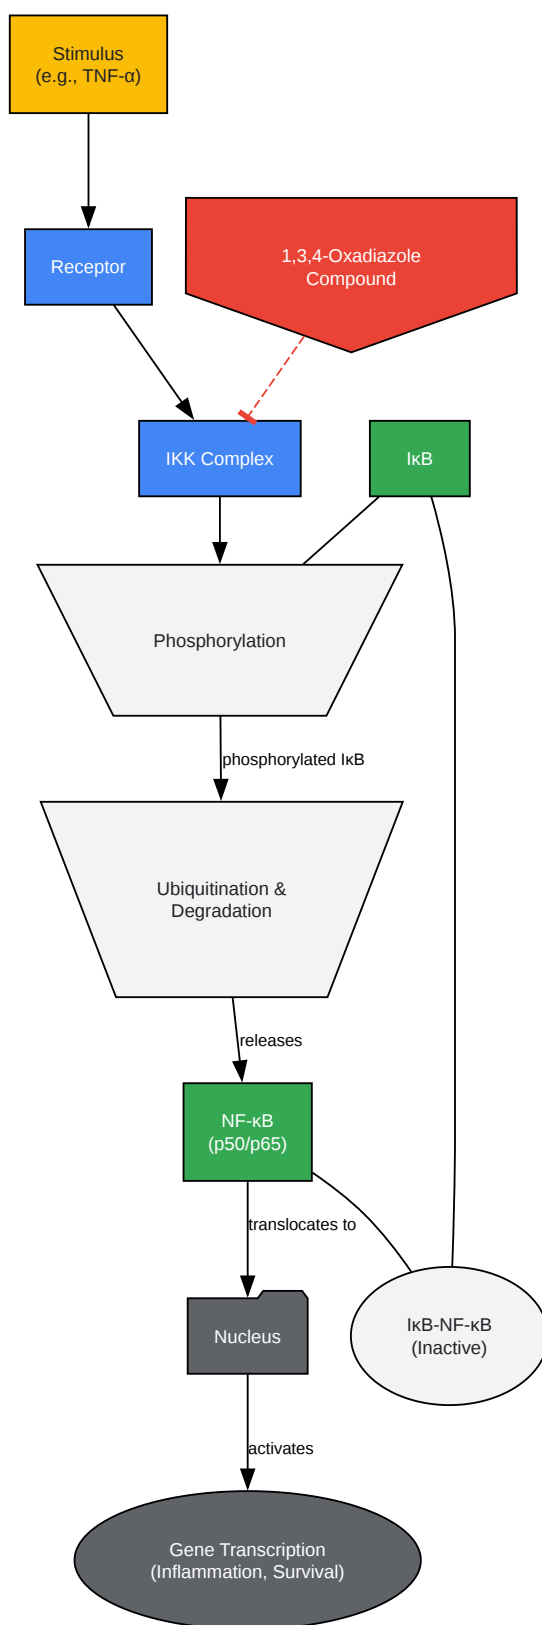 Stimulus
(e.g., TNF-α)
Receptor
1,3,4-Oxadiazole
Compound
IKK Complex
IκB
Phosphorylation
phosphorylated IκB
Ubiquitination &
Degradation
releases
NF-κB
(p50/p65)
translocates to
Nucleus
IκB-NF-κB
(Inactive)
activates
Gene Transcription
(Inflammation, Survival)